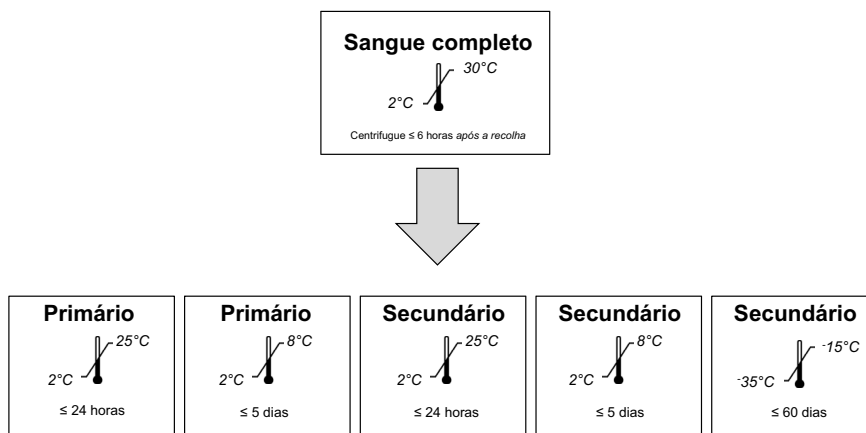 Sangue completo
30°C
2°C
Centrifugue ≤ 6 horas após a recolha
Primário
25°C
2°C
≤ 24 horas
Primário
8°C
2°C
≤ 5 dias
Secundário
25°C
2°C
≤ 24 horas
Secundário
8°C
2°C
≤ 5 dias
Secundário
-15°C
-35°C
≤ 60 dias